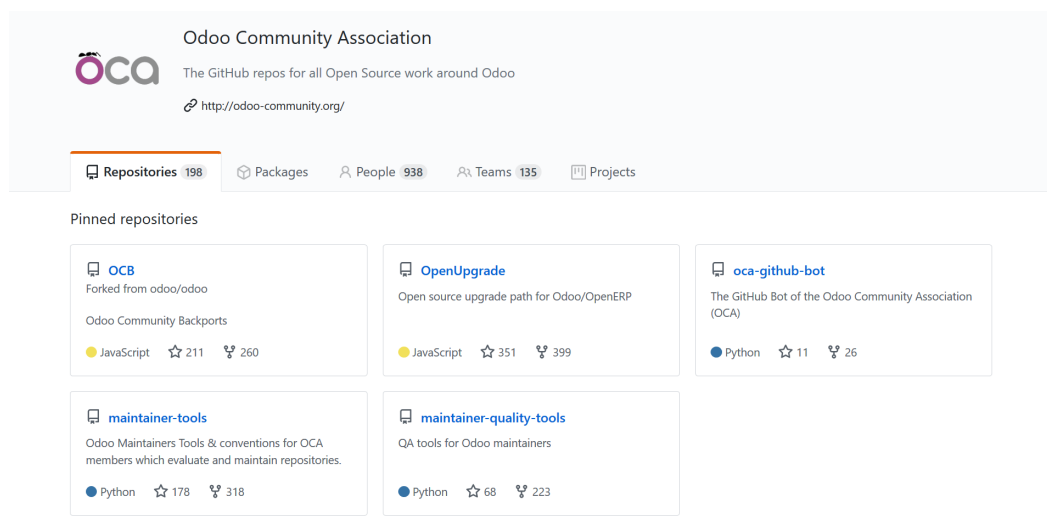 oca
Odoo Community Association
The GitHub repos for all Open Source work around Odoo
http://odoo-community.org/
Repositories 198 Packages People 938 Teams 135 Projects
Pinned repositories
OCB
Forked from odoo/odoo
Odoo Community Backports
JavaScript 211 260
OpenUpgrade
Open source upgrade path for Odoo/OpenERP
JavaScript 351 399
oca-github-bot
The GitHub Bot of the Odoo Community Association
(OCA)
Python 11 26
maintainer-tools
Odoo Maintainers Tools & conventions for OCA
members which evaluate and maintain repositories.
Python 178 318
maintainer-quality-tools
QA tools for Odoo maintainers
Python 68 223